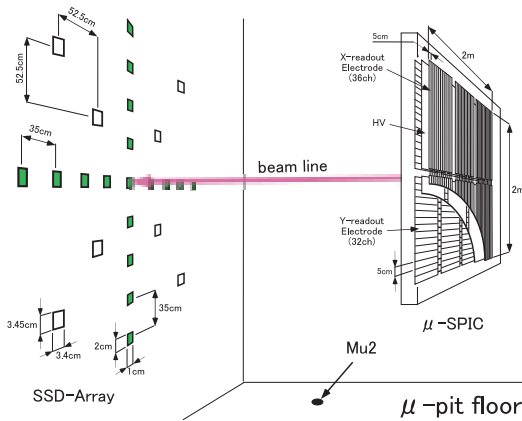 52.5cm
52.5cm
35cm
3.45cm
3.4cm
2cm
1cm
35cm
SSD-Array
beam line
5cm
X-readout
Electrode
(36ch)
HV
2m
2m
Y-readout
Electrode
(32ch)
5cm
μ-SPIC
Mu2
μ-pit floor